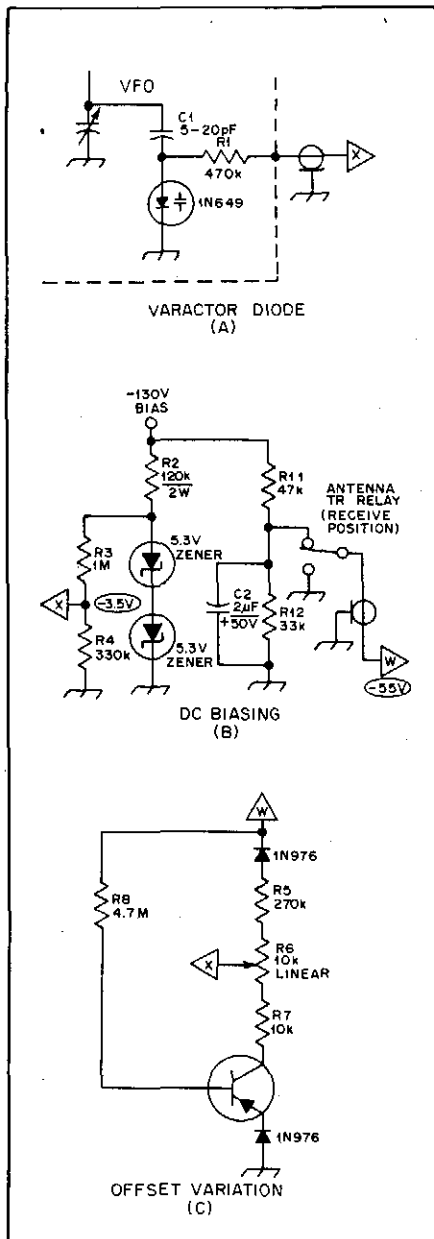 VFO
C1
5-20pF
R1
470k
1N649
X
VARACTOR DIODE
(A)
-130V
BIAS
R2
120k
2W
R11
47k
ANTENNA
TR RELAY
(RECEIVE
POSITION)
R3
1M
5.3V
ZENER
X
-3.5V
C2
2µF
+50V
R12
33k
R4
330k
5.3V
ZENER
W
-55V
DC BIASING
(B)
W
1N976
R8
4.7M
R5
270k
R6
10k
LINEAR
X
R7
10k
1N976
OFFSET VARIATION
(C)